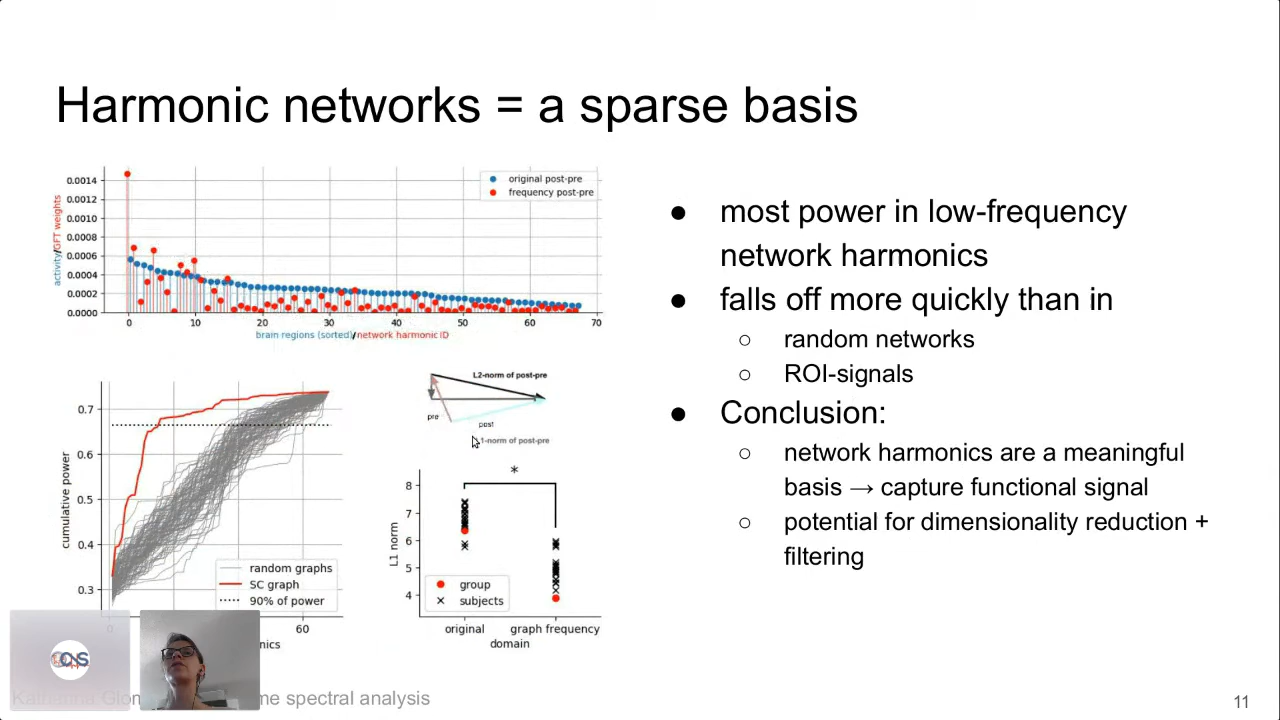 Harmonic networks = a sparse basis
original post-pre
frequency post-pre
activity/GFT weights
0.0014
0.0012
0.0010
0.0008
0.0006
0.0004
0.0002
0.0000
0 10 20 30 40 50 60 70
brain regions (sorted)/network harmonic ID
cumulative power
0.7
0.6
0.5
0.4
0.3
random graphs
SC graph
90% of power
0 60
L2-norm of post-pre
pre
post
1-norm of post-pre
*
L1 norm
8
7
6
5
4
group
subjects
original graph frequency
domain
● most power in low-frequency
network harmonics
● falls off more quickly than in
○ random networks
○ ROI-signals
● Conclusion:
○ network harmonics are a meaningful
basis → capture functional signal
○ potential for dimensionality reduction +
filtering
spectral analysis
11